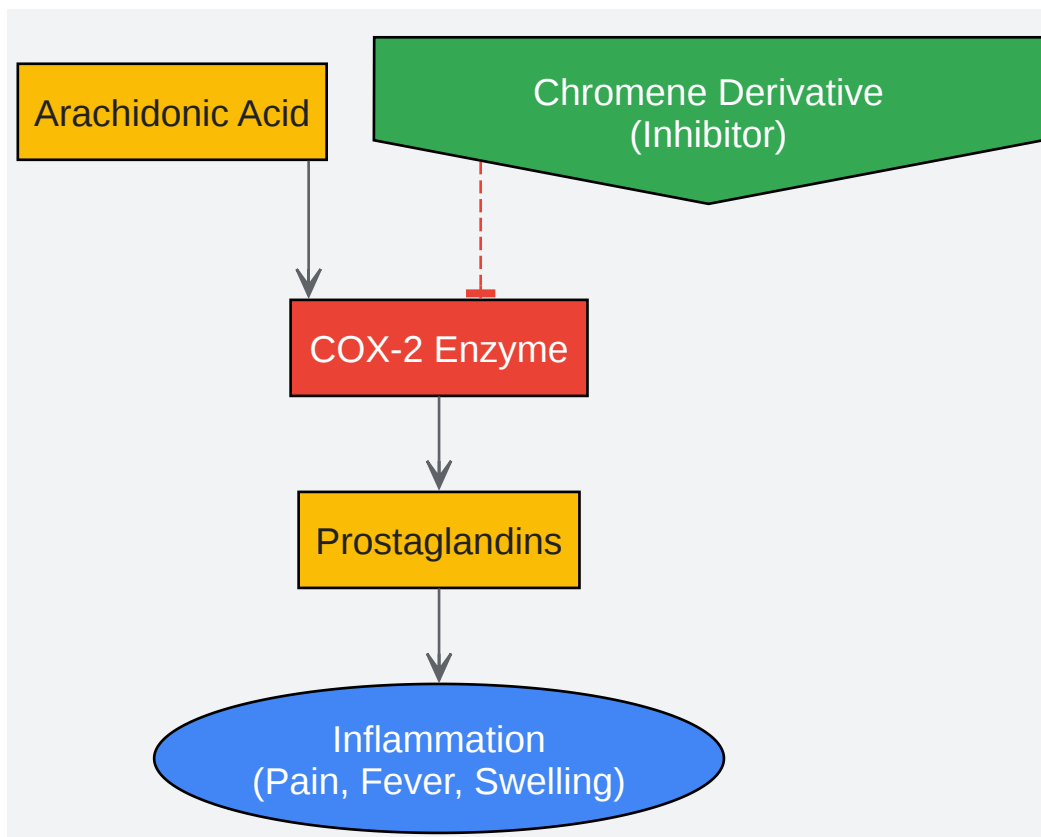 Arachidonic Acid
Chromene Derivative
(Inhibitor)
COX-2 Enzyme
Prostaglandins
Inflammation
(Pain, Fever, Swelling)